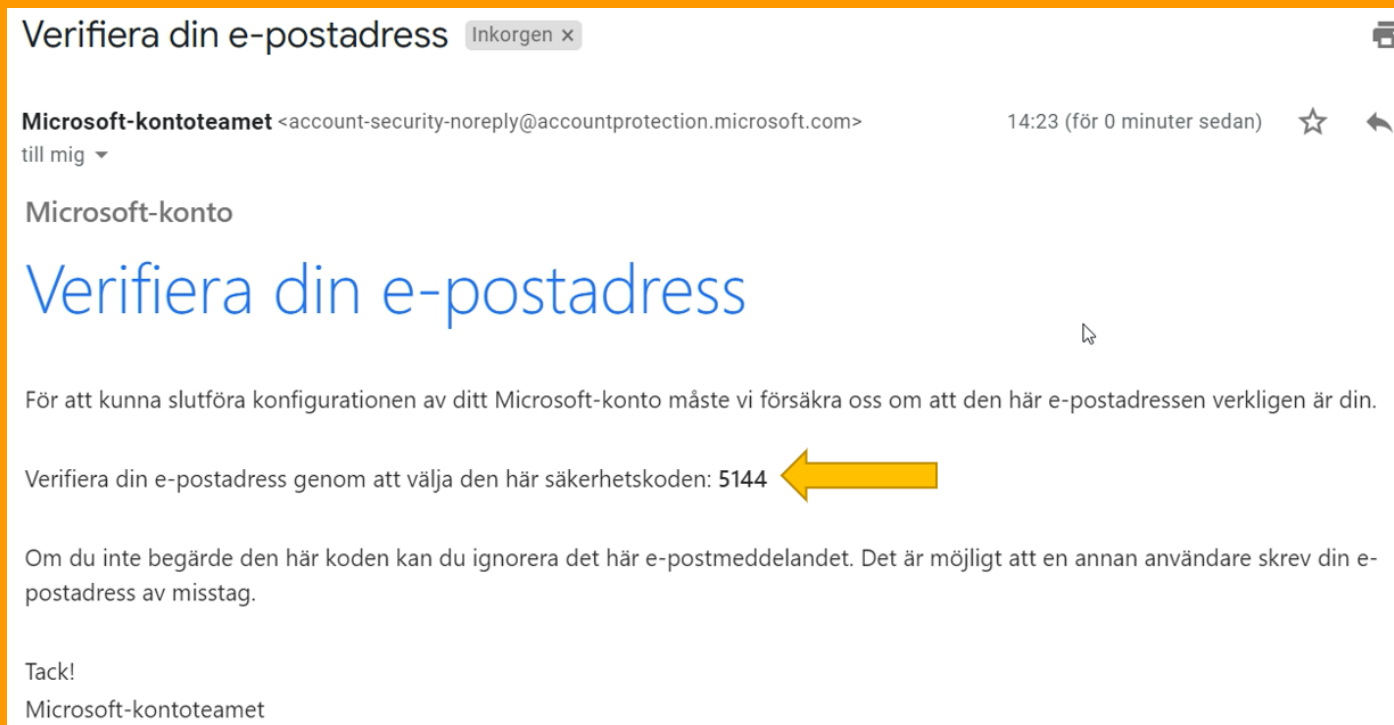 Verifiera din e-postadress Inkorgen ×
Microsoft-kontoteamet <account-security-noreply@accountprotection.microsoft.com> 14:23 (för 0 minuter sedan)
till mig
Microsoft-konto
Verifiera din e-postadress
För att kunna slutföra konfigurationen av ditt Microsoft-konto måste vi försäkra oss om att den här e-postadressen verkligen är din.
Verifiera din e-postadress genom att välja den här säkerhetskoden: 5144
Om du inte begärde den här koden kan du ignorera det här e-postmeddelandet. Det är möjligt att en annan användare skrev din e-
postadress av misstag.
Tack!
Microsoft-kontoteamet